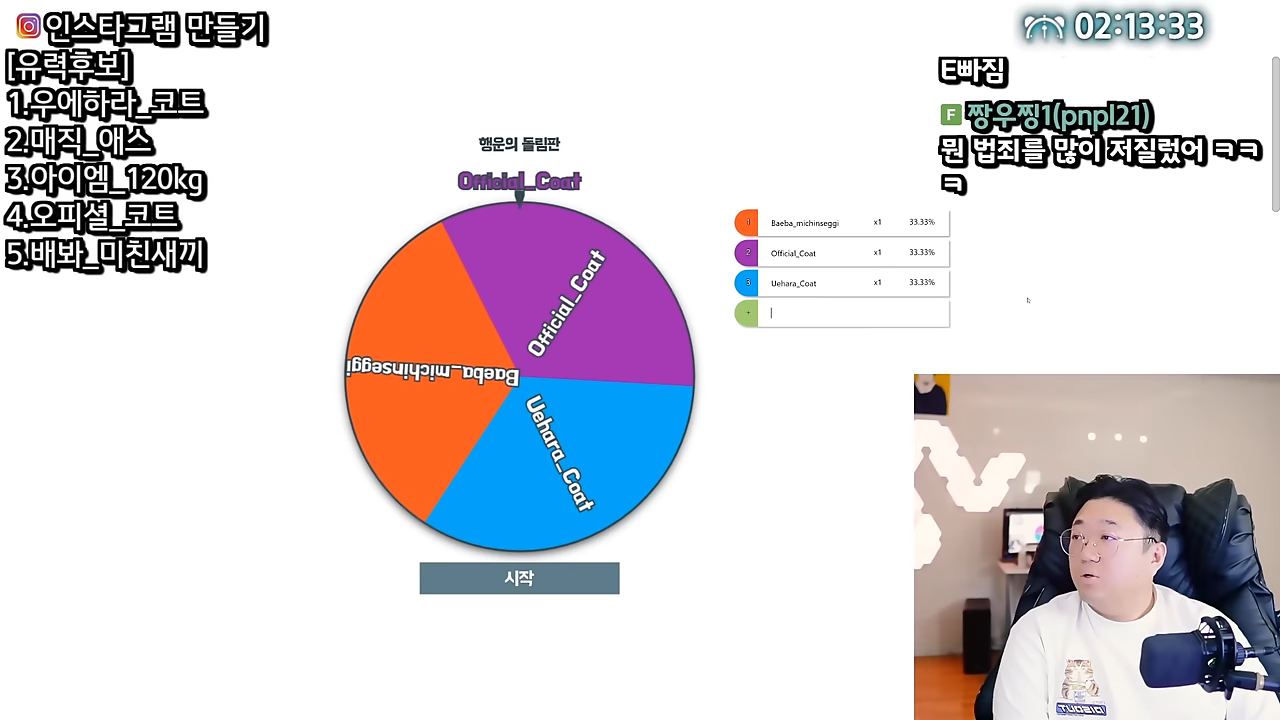 인스타그램 만들기
[유력후보]
1.우에하라_코트
2.매직_애스
3.아이엠_120kg
4.오피셜_코트
5.배봐_미친새끼
02:13:33
E빠짐
F 짱우찡1(pnpl21)
뭔 법죄를 많이 저질렀어 ㅋㅋ
ㅋ
행운의 돌림판
Official_Coat
Official_Coat
Baeba_michinseggi
Uehara_Coat
시작
1 Baeba_michinseggi x1 33.33%
2 Official_Coat x1 33.33%
3 Uehara_Coat x1 33.33%
+